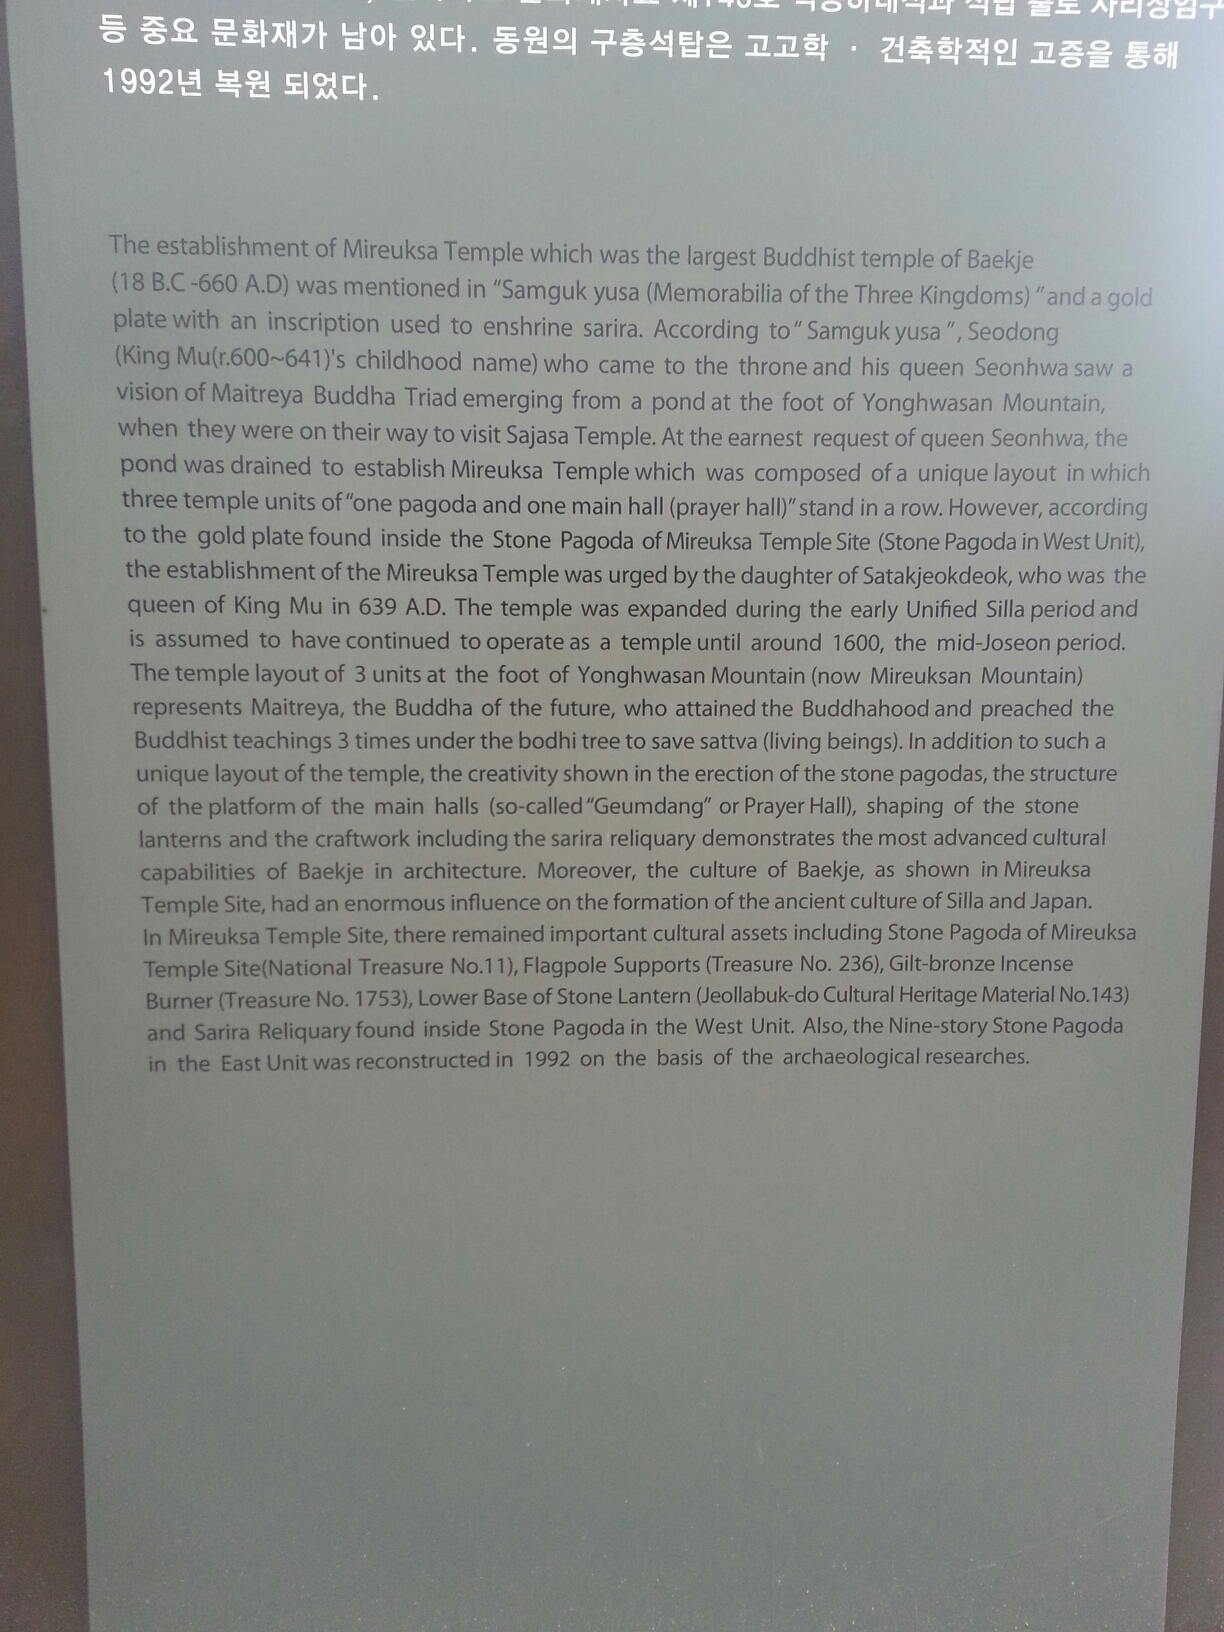 등 중요 문화재가 남아 있다. 동원의 구층석탑은 고고학 · 건축학적인 고증을 통해
1992년 복원 되었다.
The establishment of Mireuksa Temple which was the largest Buddhist temple of Baekje
(18 B.C -660 A.D) was mentioned in “Samguk yusa (Memorabilia of the Three Kingdoms) ” and a gold
plate with an inscription used to enshrine sarira. According to “ Samguk yusa ”, Seodong
(King Mu(r.600~641)'s childhood name) who came to the throne and his queen Seonhwa saw a
vision of Maitreya Buddha Triad emerging from a pond at the foot of Yonghwasan Mountain,
when they were on their way to visit Sajasa Temple. At the earnest request of queen Seonhwa, the
pond was drained to establish Mireuksa Temple which was composed of a unique layout in which
three temple units of “one pagoda and one main hall (prayer hall)” stand in a row. However, according
to the gold plate found inside the Stone Pagoda of Mireuksa Temple Site (Stone Pagoda in West Unit),
the establishment of the Mireuksa Temple was urged by the daughter of Satakjeokdeok, who was the
queen of King Mu in 639 A.D. The temple was expanded during the early Unified Silla period and
is assumed to have continued to operate as a temple until around 1600, the mid-Joseon period.
The temple layout of 3 units at the foot of Yonghwasan Mountain (now Mireuksan Mountain)
represents Maitreya, the Buddha of the future, who attained the Buddhahood and preached the
Buddhist teachings 3 times under the bodhi tree to save sattva (living beings). In addition to such a
unique layout of the temple, the creativity shown in the erection of the stone pagodas, the structure
of the platform of the main halls (so-called “Geumdang” or Prayer Hall), shaping of the stone
lanterns and the craftwork including the sarira reliquary demonstrates the most advanced cultural
capabilities of Baekje in architecture. Moreover, the culture of Baekje, as shown in Mireuksa
Temple Site, had an enormous influence on the formation of the ancient culture of Silla and Japan.
In Mireuksa Temple Site, there remained important cultural assets including Stone Pagoda of Mireuksa
Temple Site(National Treasure No.11), Flagpole Supports (Treasure No. 236), Gilt-bronze Incense
Burner (Treasure No. 1753), Lower Base of Stone Lantern (Jeollabuk-do Cultural Heritage Material No.143)
and Sarira Reliquary found inside Stone Pagoda in the West Unit. Also, the Nine-story Stone Pagoda
in the East Unit was reconstructed in 1992 on the basis of the archaeological researches.